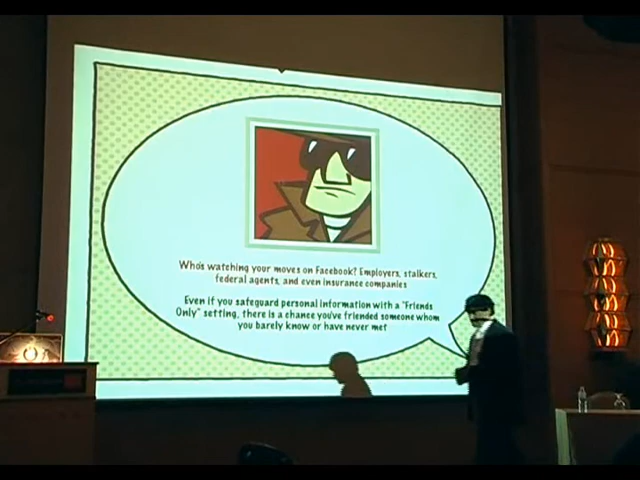 Who's watching your moves on Facebook? Employers, stalkers,
federal agents, and even insurance companies
Even if you safeguard personal information with a "Friends
Only" setting, there is a chance you've friended someone whom
you barely know or have never met